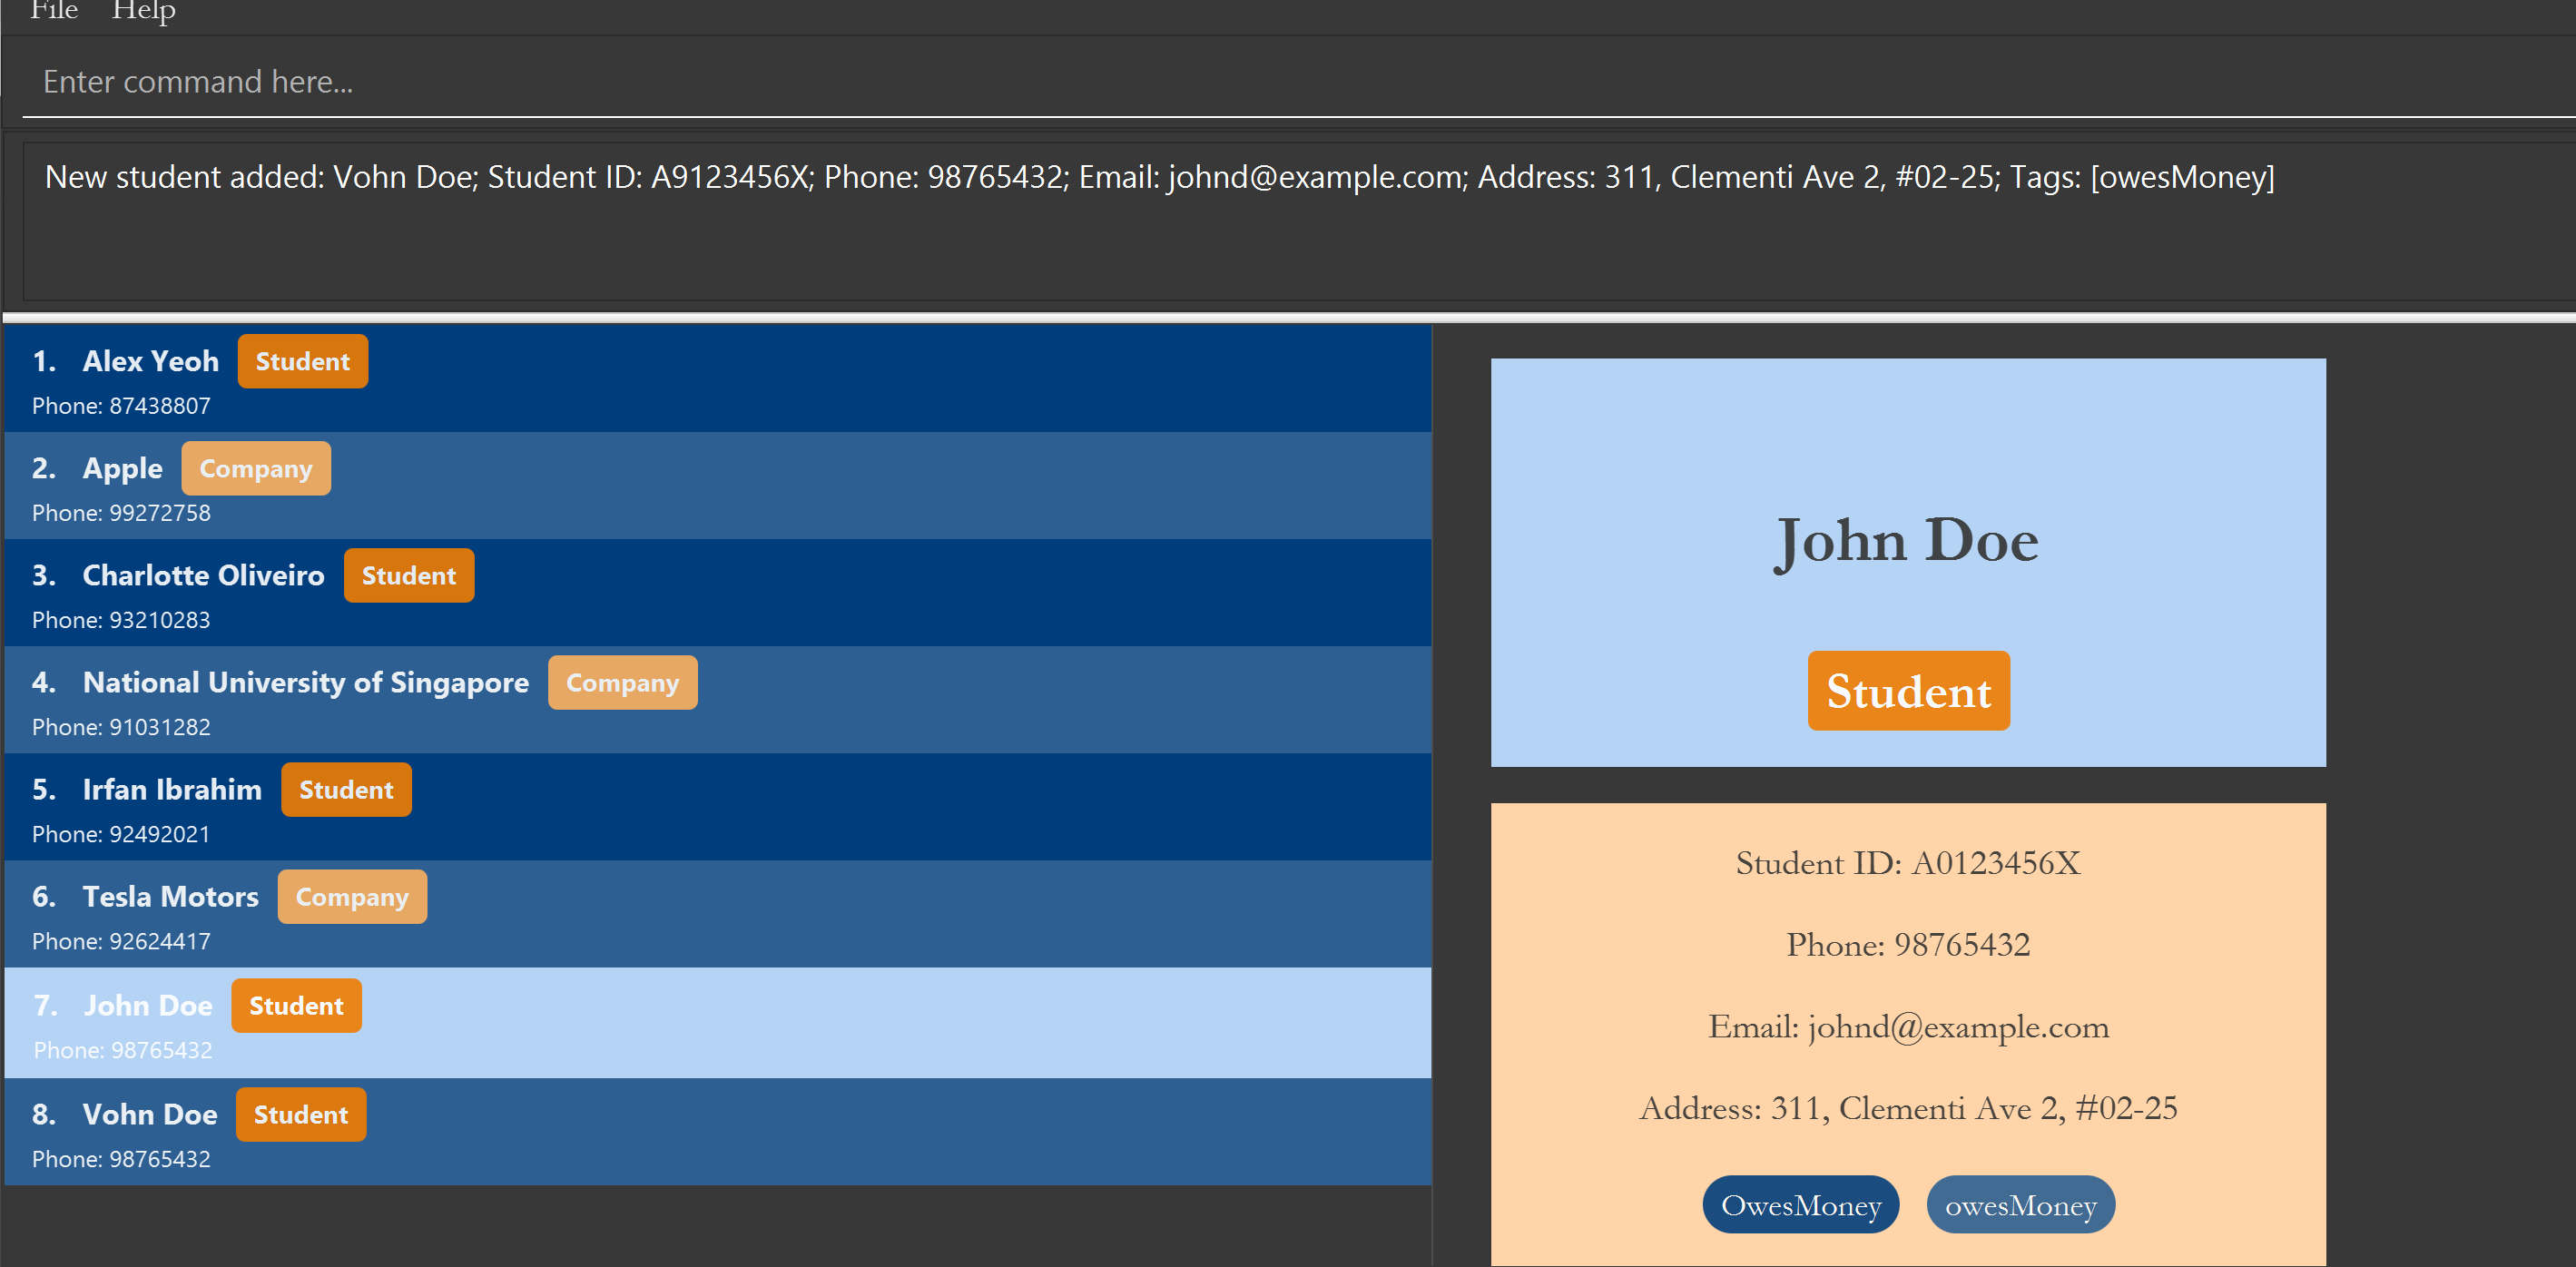 File Help
Enter command here...
New student added: Vohn Doe; Student ID: A9123456X; Phone: 98765432; Email: johnd@example.com; Address: 311, Clementi Ave 2, #02-25; Tags: [owesMoney]
1. Alex Yeoh Student
Phone: 87438807
2. Apple Company
Phone: 99272758
3. Charlotte Oliveiro Student
Phone: 93210283
4. National University of Singapore Company
Phone: 91031282
5. Irfan Ibrahim Student
Phone: 92492021
6. Tesla Motors Company
Phone: 92624417
7. John Doe Student
Phone: 98765432
8. Vohn Doe Student
Phone: 98765432
John Doe
Student
Student ID: A0123456X
Phone: 98765432
Email: johnd@example.com
Address: 311, Clementi Ave 2, #02-25
OwesMoney owesMoney